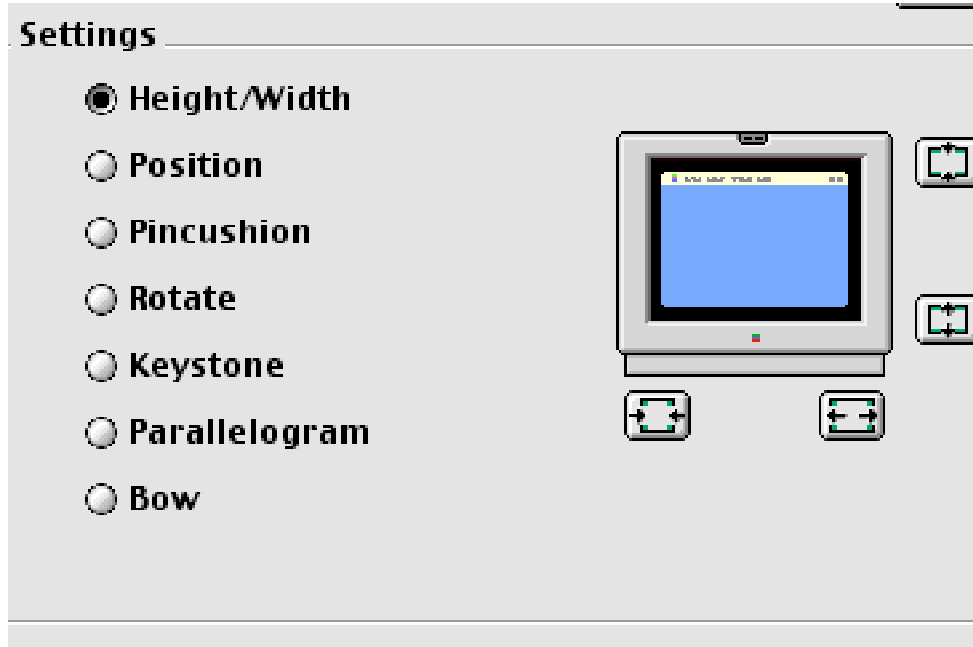 Settings
Height/Width
Position
Pincushion
Rotate
Keystone
Parallelogram
Bow